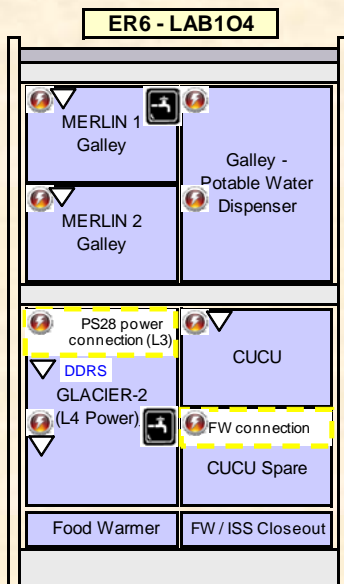 ER6 - LAB1O4
MERLIN 1
Galley
Galley -
Potable Water
Dispenser
MERLIN 2
Galley
PS28 power
connection (L3)
DDRS
GLACIER-2
(L4 Power)
CUCU
FW connection
CUCU Spare
Food Warmer
FW / ISS Closeout